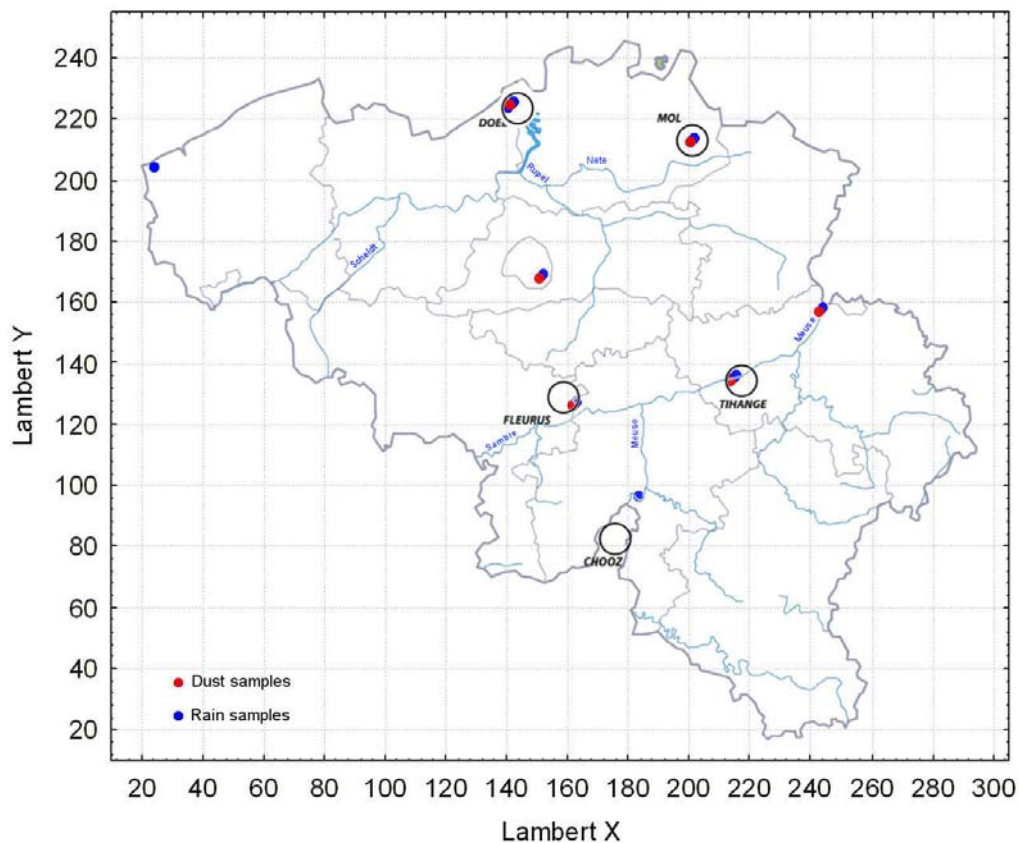 240
220
200
180
160
140
120
100
80
60
40
20
Lambert Y
DOEL
MOL
Nete
Rupel
Scheldt
Meuse
TIHANGE
FLEURUS
Sambre
Meuse
CHOOZ
Dust samples
Rain samples
20 40 60 80 100 120 140 160 180 200 220 240 260 280 300
Lambert X